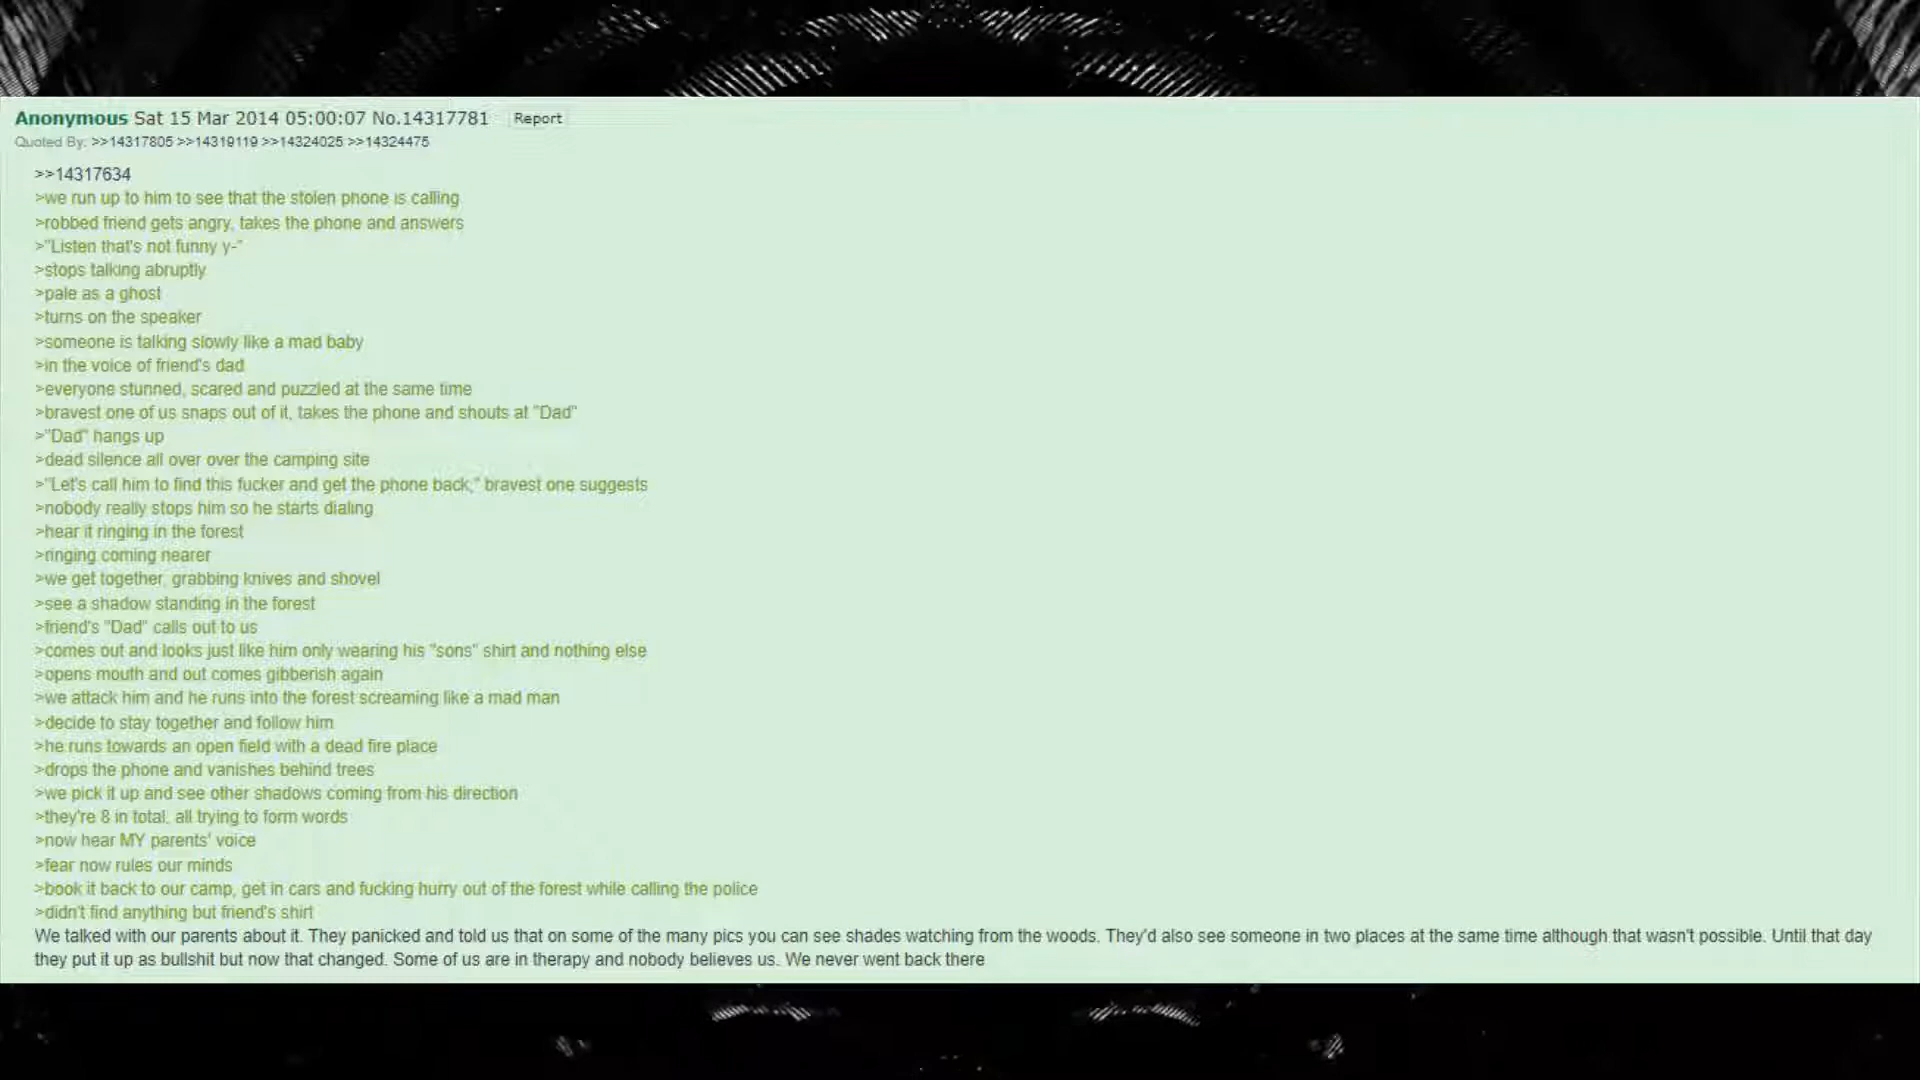 Anonymous Sat 15 Mar 2014 05:00:07 No.14317781 Report
Quoted By: >>14317805 >>14319119 >>14324025 >>14324475
>>14317634
>we run up to him to see that the stolen phone is calling
>robbed friend gets angry, takes the phone and answers
>"Listen that's not funny y-"
>stops talking abruptly
>pale as a ghost
>turns on the speaker
>someone is talking slowly like a mad baby
>in the voice of friend's dad
>everyone stunned, scared and puzzled at the same time
>bravest one of us snaps out of it, takes the phone and shouts at "Dad"
>"Dad" hangs up
>dead silence all over over the camping site
>"Let's call him to find this fucker and get the phone back," bravest one suggests
>nobody really stops him so he starts dialing
>hear it ringing in the forest
>ringing coming nearer
>we get together, grabbing knives and shovel
>see a shadow standing in the forest
>friend's "Dad" calls out to us
>comes out and looks just like him only wearing his "sons" shirt and nothing else
>opens mouth and out comes gibberish again
>we attack him and he runs into the forest screaming like a mad man
>decide to stay together and follow him
>he runs towards an open field with a dead fire place
>drops the phone and vanishes behind trees
>we pick it up and see other shadows coming from his direction
>they're 8 in total, all trying to form words
>now hear MY parents' voice
>fear now rules our minds
>book it back to our camp, get in cars and fucking hurry out of the forest while calling the police
>didn't find anything but friend's shirt
We talked with our parents about it. They panicked and told us that on some of the many pics you can see shades watching from the woods. They'd also see someone in two places at the same time although that wasn't possible. Until that day
they put it up as bullshit but now that changed. Some of us are in therapy and nobody believes us. We never went back there